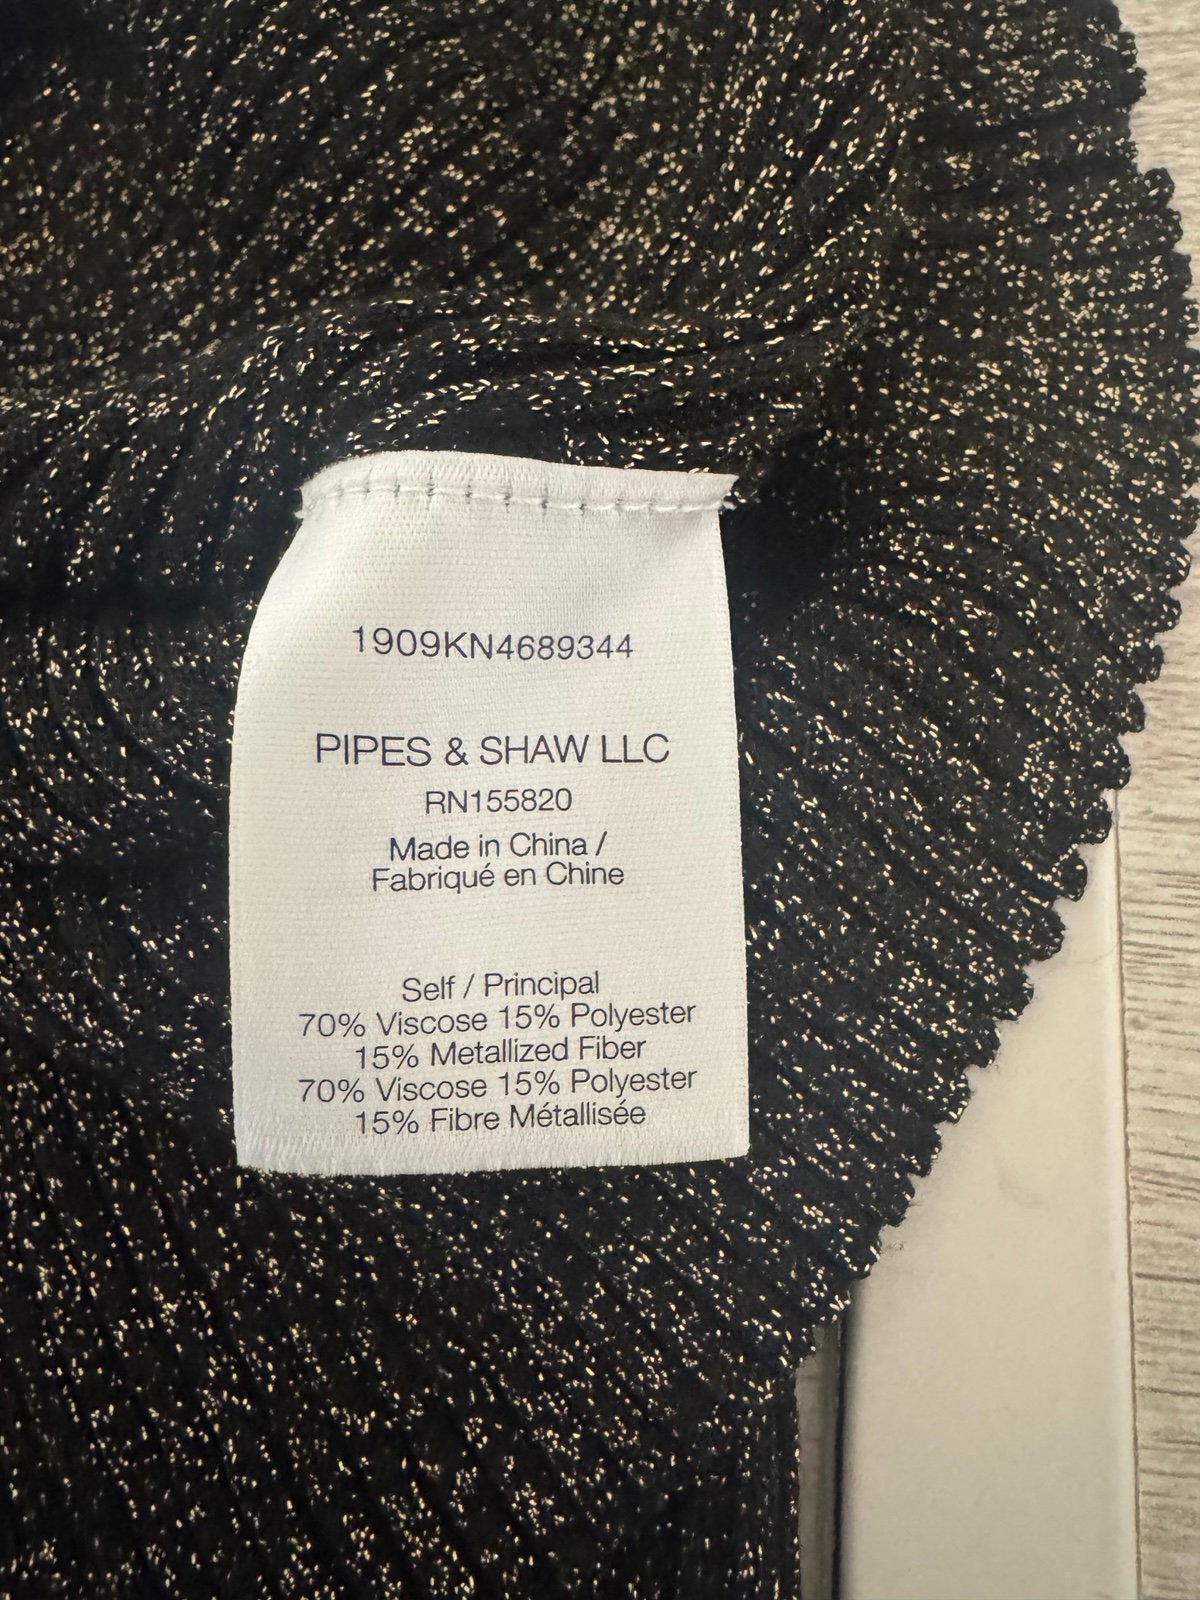 1909KN4689344
PIPES & SHAW LLC
RN155820
Made in China /
Fabriqué en Chine
Self / Principal
70% Viscose 15% Polyester
15% Metallized Fiber
70% Viscose 15% Polyester
15% Fibre Métallisée